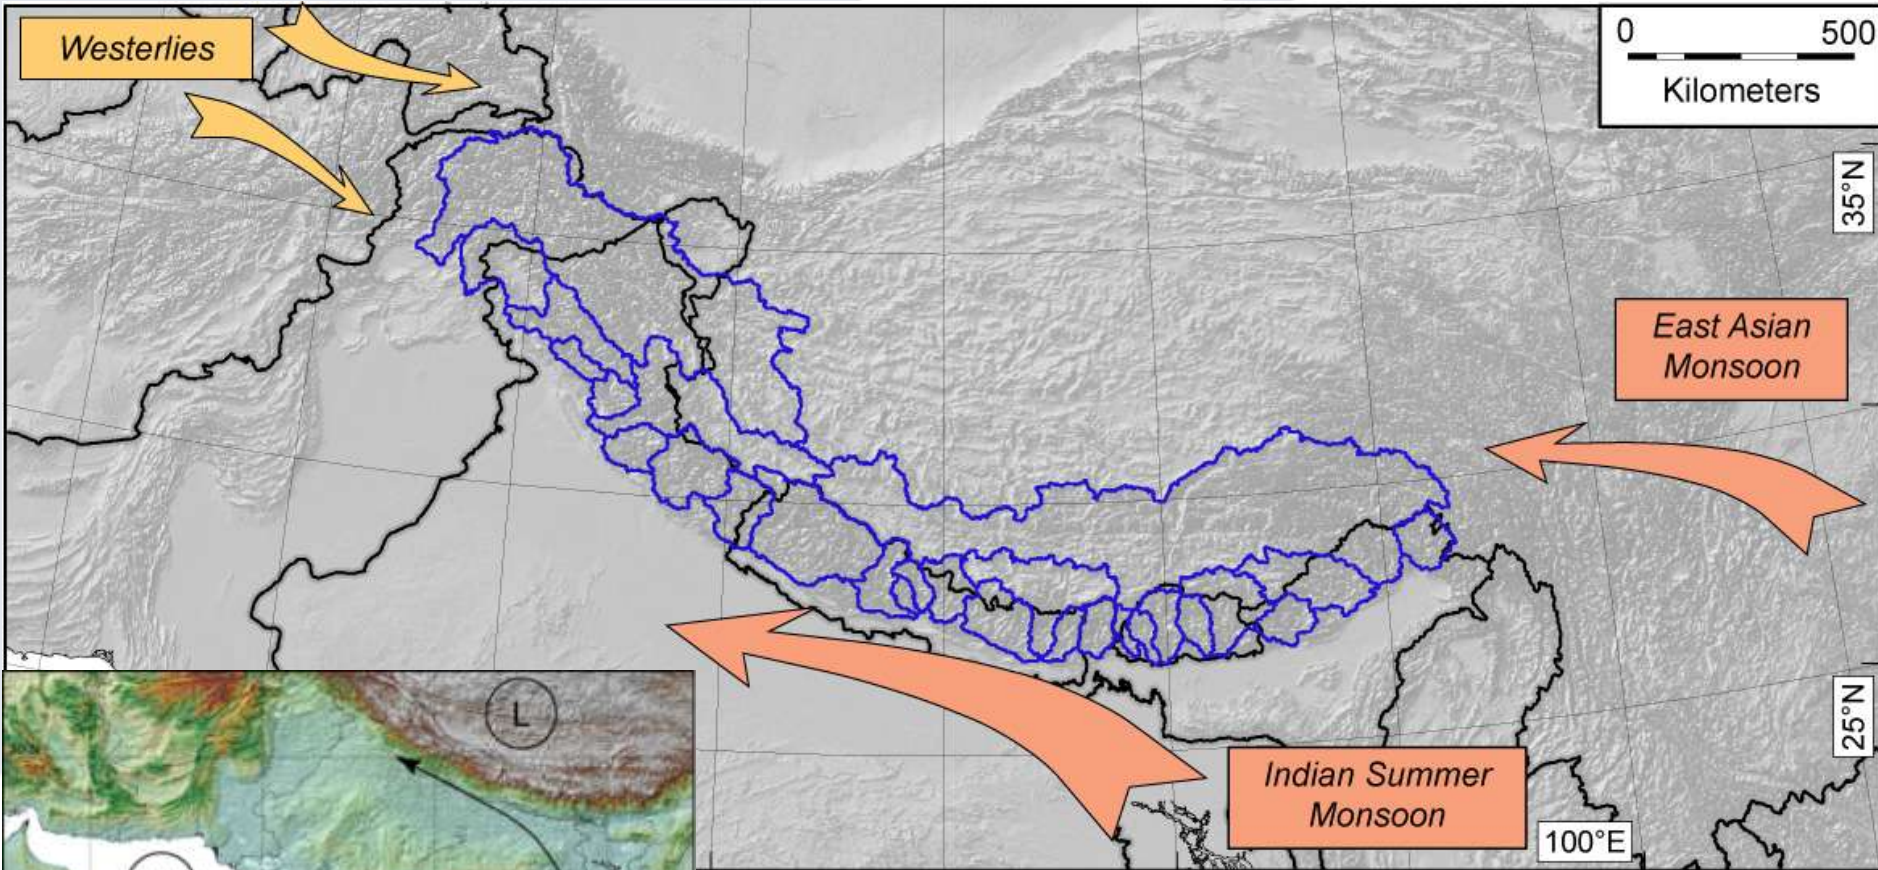 Westerlies
0 500
Kilometers
35°N
East Asian
Monsoon
25°N
L
Indian Summer
Monsoon
100°E